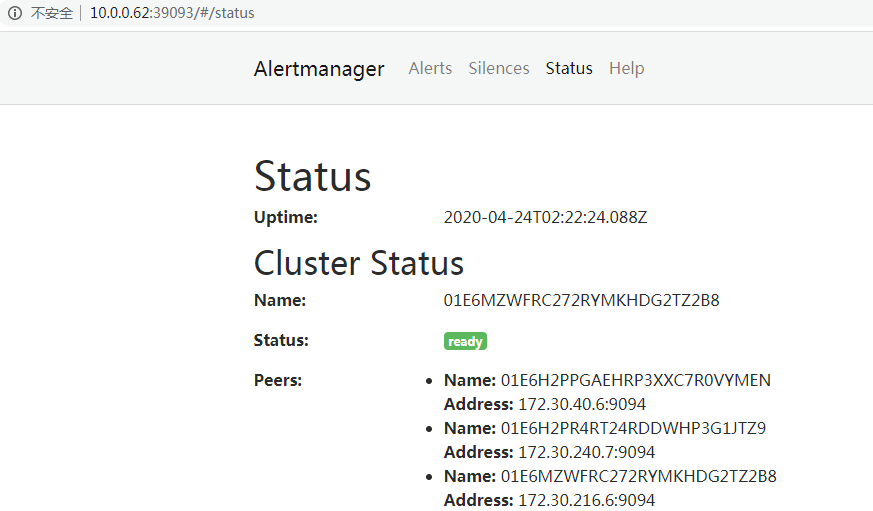 不安全 10.0.0.62:39093/#/status
Alertmanager Alerts Silences Status Help
Status
Uptime: 2020-04-24T02:22:24.088Z
Cluster Status
Name: 01E6MZWFRC272RYMKHDG2TZ2B8
Status: ready
Peers: • Name: 01E6H2PPGAEHRP3XXC7R0VYMEN
Address: 172.30.40.6:9094
• Name: 01E6H2PR4RT24RDDWHP3G1JTZ9
Address: 172.30.240.7:9094
• Name: 01E6MZWFRC272RYMKHDG2TZ2B8
Address: 172.30.216.6:9094